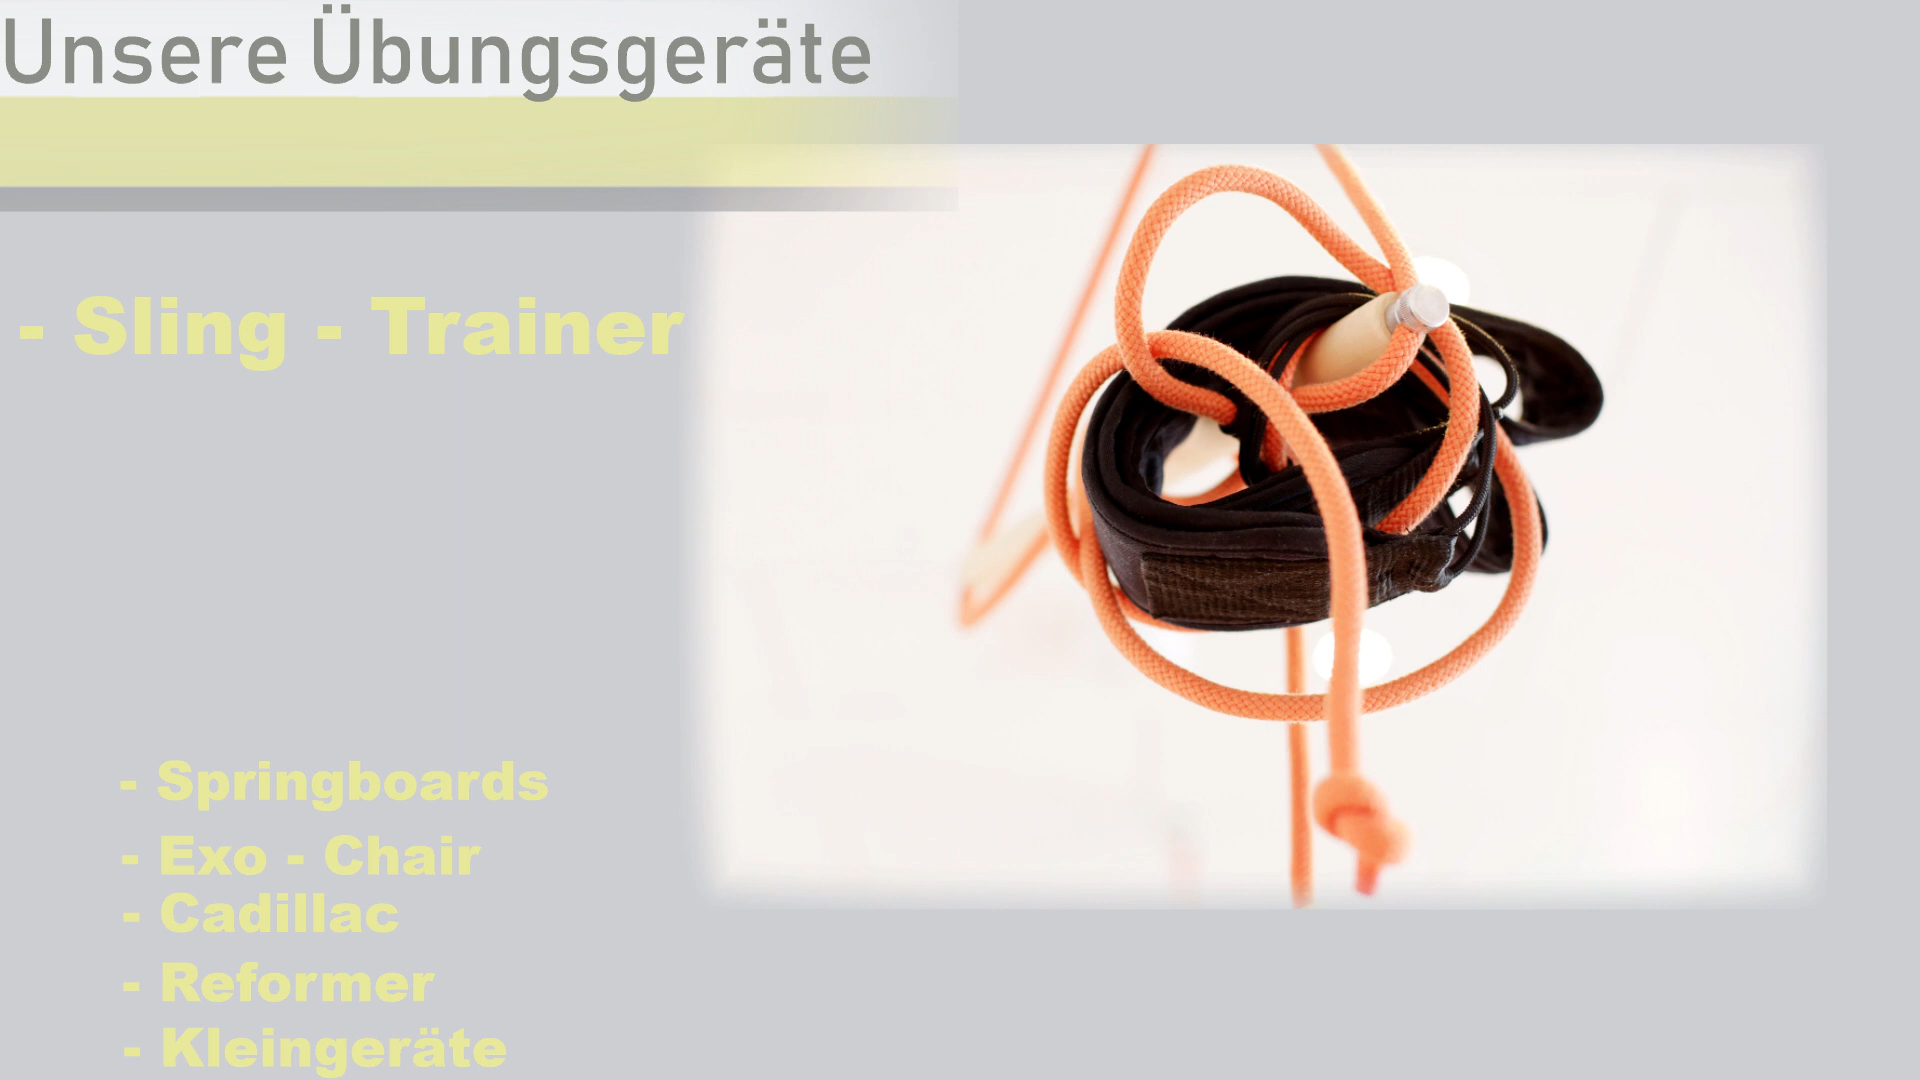 Unsere Übungsgeräte
- Sling - Trainer
- Springboards
- Exo - Chair
- Cadillac
- Reformer
- Kleingeräte